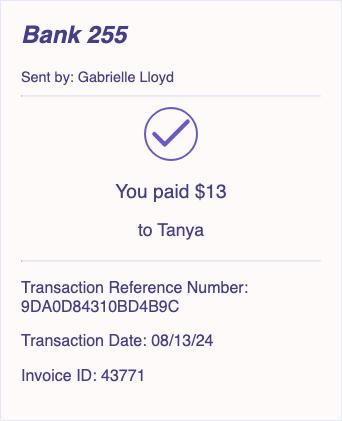 Bank 255
Sent by: Gabrielle Lloyd
You paid $13
to Tanya
Transaction Reference Number:
9DA0D84310BD4B9C
Transaction Date: 08/13/24
Invoice ID: 43771